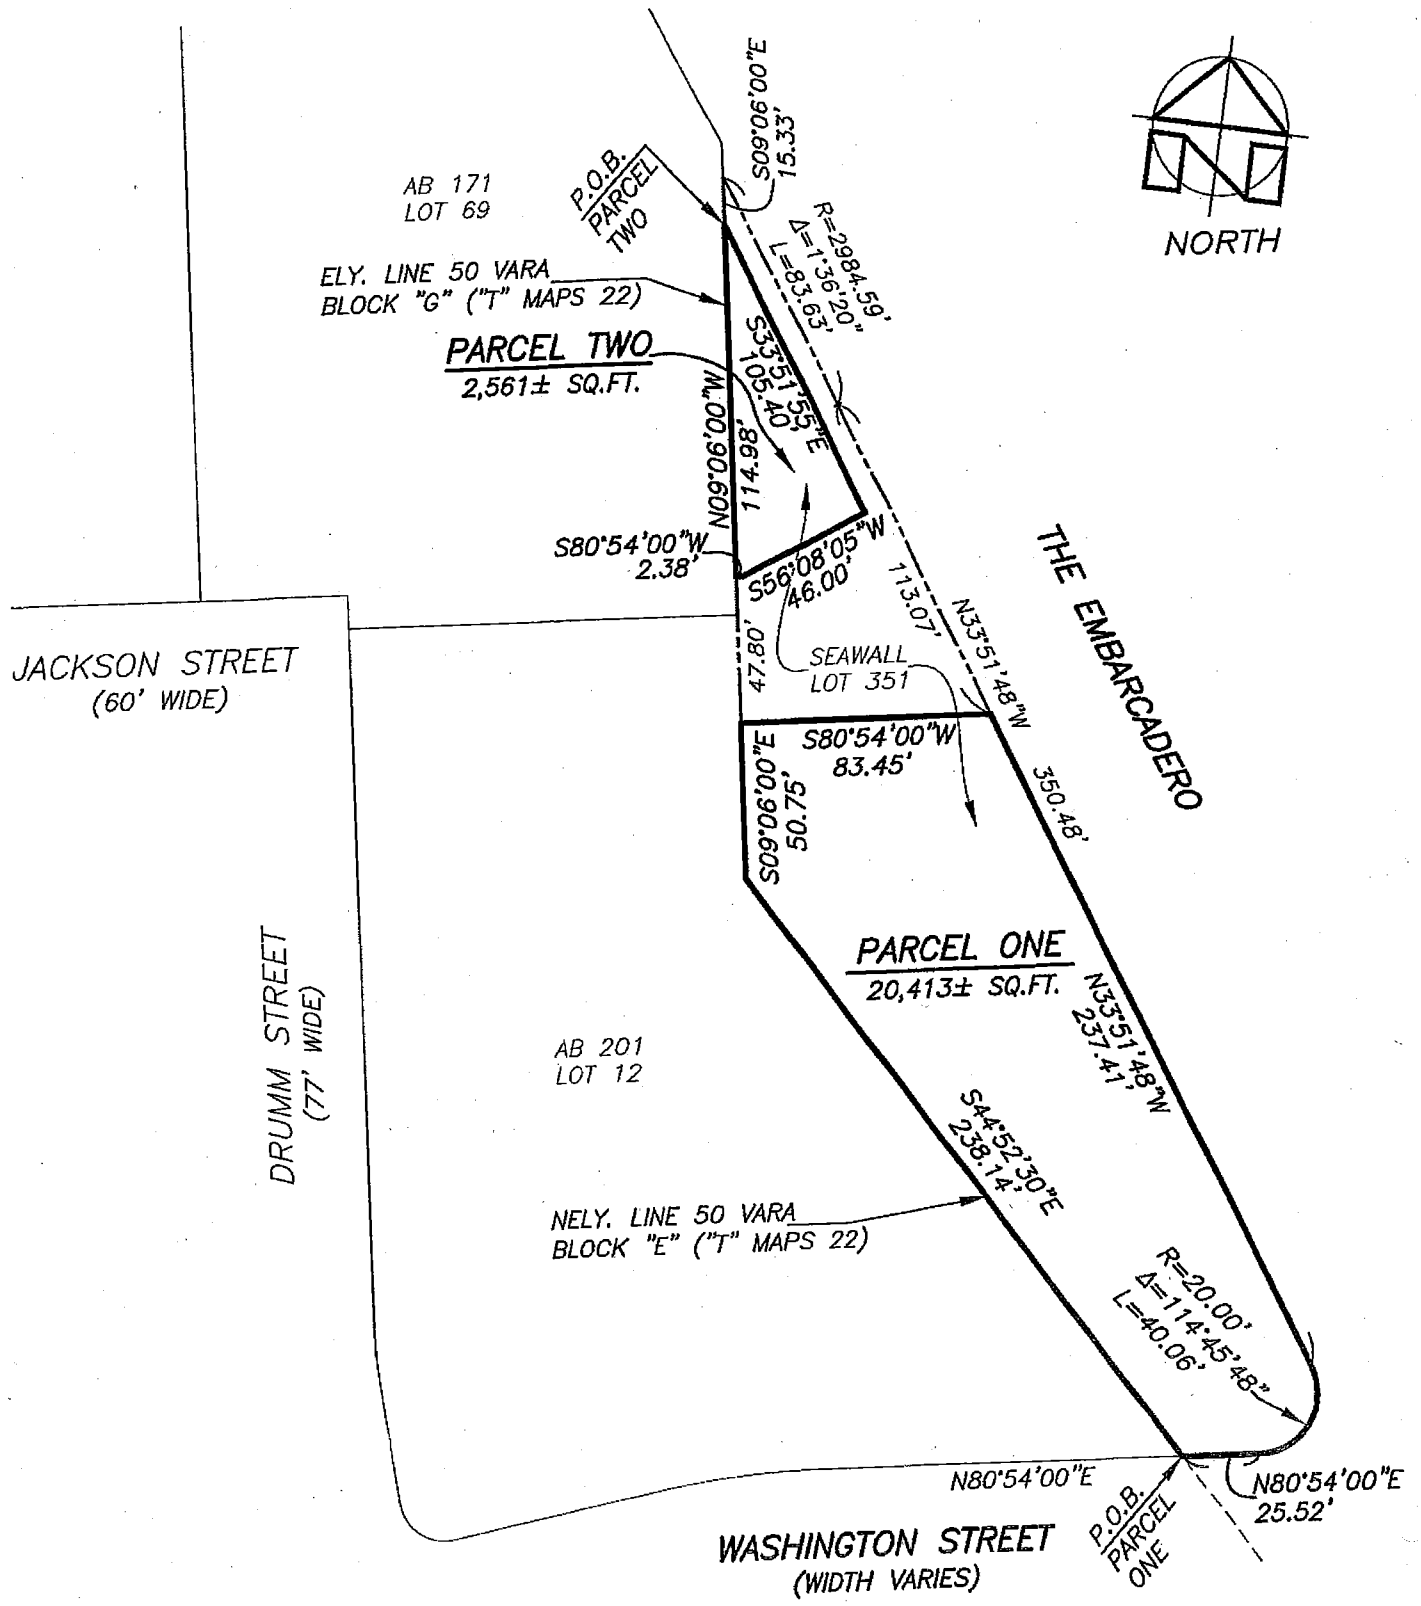 S09°06'00"E
15.33'
NORTH
AB 171
LOT 69
P.O.B.
PARCEL
TWO
R=2984.59'
Δ=1°36'20"
L=83.63'
ELY. LINE 50 VARA
BLOCK "G" ("T" MAPS 22)
PARCEL TWO
2,561± SQ.FT.
S33°51'55"E
105.40'
N09°06'00"W
114.98'
S80°54'00"W
2.38'
S56°08'05"W
46.00'
THE EMBARCADERO
113.07'
N33°51'48"W
350.48'
JACKSON STREET
(60' WIDE)
47.80'
SEAWALL
LOT 351
S80°54'00"W
83.45'
S09°06'00"E
50.75'
PARCEL ONE
20,413± SQ.FT.
N33°51'48"W
237.41'
DRUMM STREET
(77' WIDE)
AB 201
LOT 12
S44°52'30"E
238.14'
NELY. LINE 50 VARA
BLOCK "E" ("T" MAPS 22)
R=20.00'
Δ=114°45'48"
L=40.06'
N80°54'00"E
N80°54'00"E
25.52'
P.O.B.
PARCEL
ONE
WASHINGTON STREET
(WIDTH VARIES)